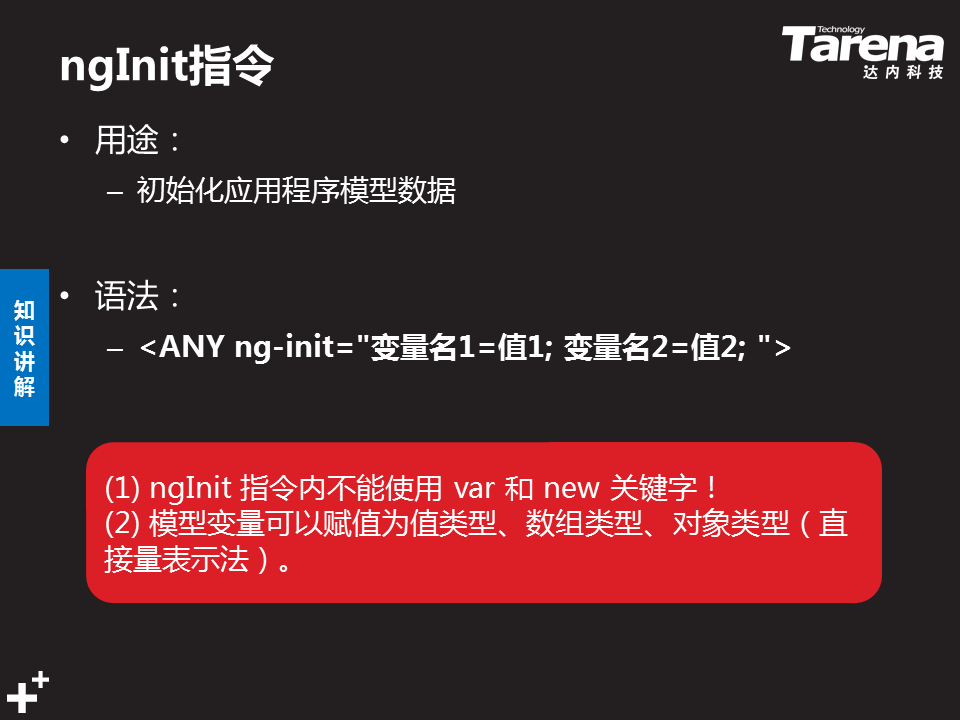 ngInit指令
Technology
Tarena
达内科技
• 用途：
– 初始化应用程序模型数据
• 语法：
– <ANY ng-init="变量名1=值1; 变量名2=值2; ">
知识讲解
(1) ngInit 指令内不能使用 var 和 new 关键字！
(2) 模型变量可以赋值为值类型、数组类型、对象类型（直
接量表示法）。